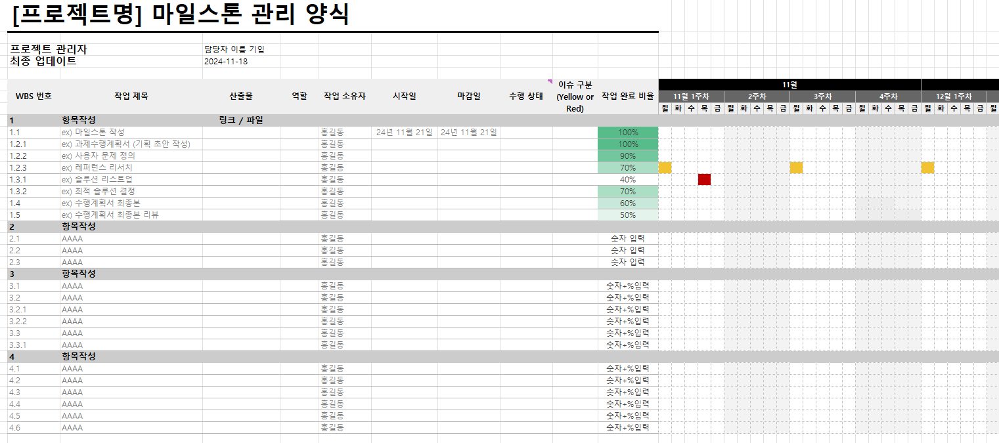 [프로젝트명] 마일스톤 관리 양식
프로젝트 관리자 담당자 이름 기입
최종 업데이트 2024-11-18
WBS 번호 작업 제목 산출물 역할 작업 소유자 시작일 마감일 수행 상태 이슈 구분 (Yellow or Red) 작업 완료 비율
11월
11월 1주차 2주차 3주차 4주차 12월 1주차
월 화 수 목 금 월 화 수 목 금 월 화 수 목 금 월 화 수 목 금 월 화 수 목 금 월
1 항목작성 링크 / 파일
1.1 ex) 마일스톤 작성 홍길동 24년 11월 21일 24년 11월 21일 100%
1.2.1 ex) 과제수행계획서 (기획 초안 작성) 홍길동 100%
1.2.2 ex) 사용자 문제 정의 홍길동 90%
1.2.3 ex) 레퍼런스 리서치 홍길동 70%
1.3.1 ex) 솔루션 리스트업 홍길동 40%
1.3.2 ex) 최적 솔루션 결정 홍길동 70%
1.4 ex) 수행계획서 최종본 홍길동 60%
1.5 ex) 수행계획서 최종본 리뷰 홍길동 50%
2 항목작성
2.1 AAAA 홍길동 숫자 입력
2.2 AAAA 홍길동 숫자 입력
2.3 AAAA 홍길동 숫자 입력
3 항목작성
3.1 AAAA 홍길동 숫자+%입력
3.2 AAAA 홍길동 숫자+%입력
3.2.1 AAAA 홍길동 숫자+%입력
3.2.2 AAAA 홍길동 숫자+%입력
3.3 AAAA 홍길동 숫자+%입력
3.3.1 AAAA 홍길동 숫자+%입력
4 항목작성
4.1 AAAA 홍길동 숫자+%입력
4.2 AAAA 홍길동 숫자+%입력
4.3 AAAA 홍길동 숫자+%입력
4.4 AAAA 홍길동 숫자+%입력
4.5 AAAA 홍길동 숫자+%입력
4.6 AAAA 홍길동 숫자+%입력